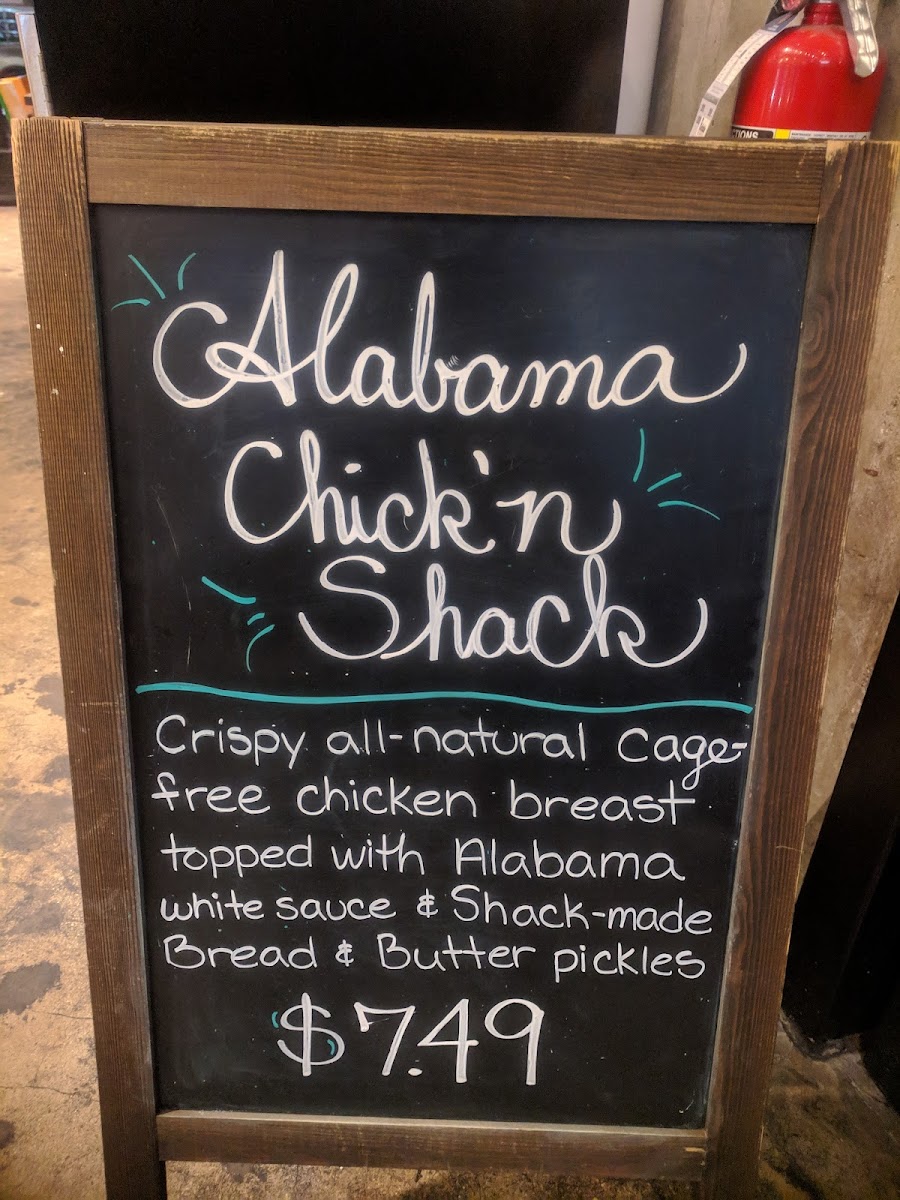 TIONS
Alabama
Chick'n
Shack
Crispy all-natural Cage-
free chicken breast
topped with Alabama
white sauce & Shack-made
Bread & Butter pickles
$7.49